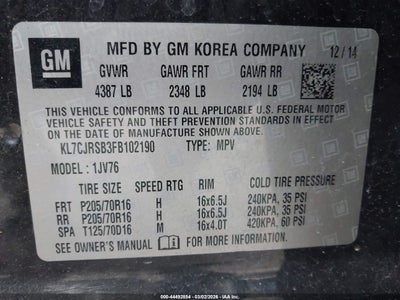 GM
MFD BY GM KOREA COMPANY 12/14
GVWR GAWR FRT GAWR RR
4387 LB 2348 LB 2194 LB
THIS VEHICLE CONFORMS TO ALL APPLICABLE U.S. FEDERAL MOTOR
VEHICLE SAFETY AND THEFT PREVENTION STANDARDS IN EFFECT ON
THE DATE OF MANUFACTURE SHOWN ABOVE.
KL7CJRSB3FB102190 TYPE: MPV
MODEL : 1JV76
TIRE SIZE SPEED RTG RIM COLD TIRE PRESSURE
FRT P205/70R16 H 16x6.5J 240KPA, 35 PSI
RR P205/70R16 H 16x6.5J 240KPA, 35 PSI
SPA T125/70D16 M 16x4.0T 420KPA, 60 PSI
SEE OWNER'S MANUAL FOR ADDITIONAL INFORMATION
000-44492854 - 03/02/2026 - IAA Inc.